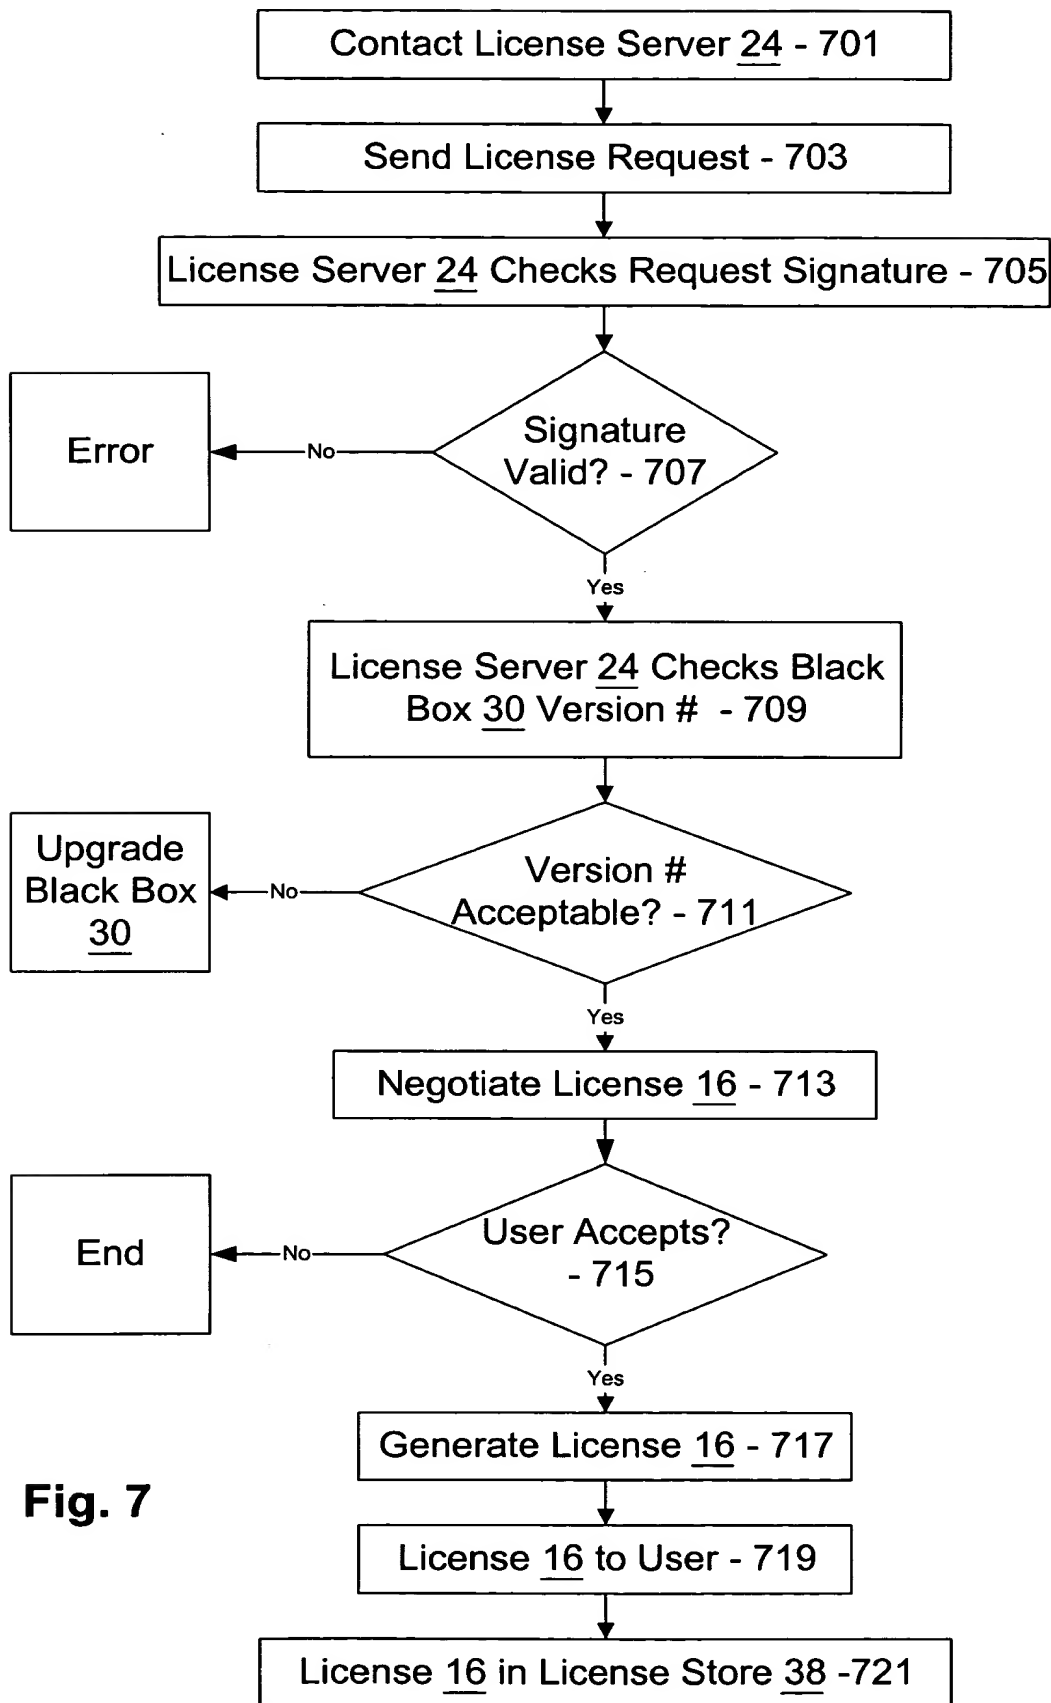 Contact License Server 24 - 701
Send License Request - 703
License Server 24 Checks Request Signature - 705
Signature
Valid? - 707
No
Error
Yes
License Server 24 Checks Black
Box 30 Version # - 709
Version #
Acceptable? - 711
No
Upgrade
Black Box
30
Yes
Negotiate License 16 - 713
User Accepts?
- 715
No
End
Yes
Generate License 16 - 717
License 16 to User - 719
License 16 in License Store 38 -721
Fig. 7